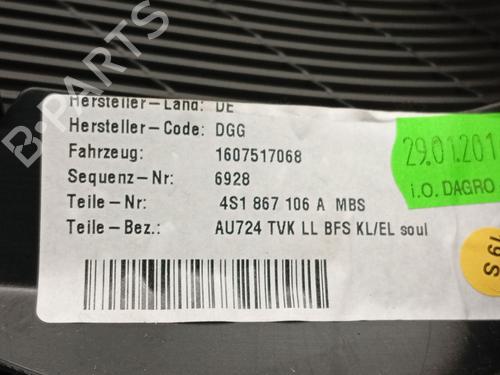 Hersteller-Land: DE
Hersteller-Code: DGG
Fahrzeug: 1607517068
Sequenz-Nr: 6928
Teile-Nr: 4S1 867 106 A MBS
Teile-Bez.: AU724 TVK LL BFS KL/EL soul
29.01.201
i.O. DAGRO
B-PARTS